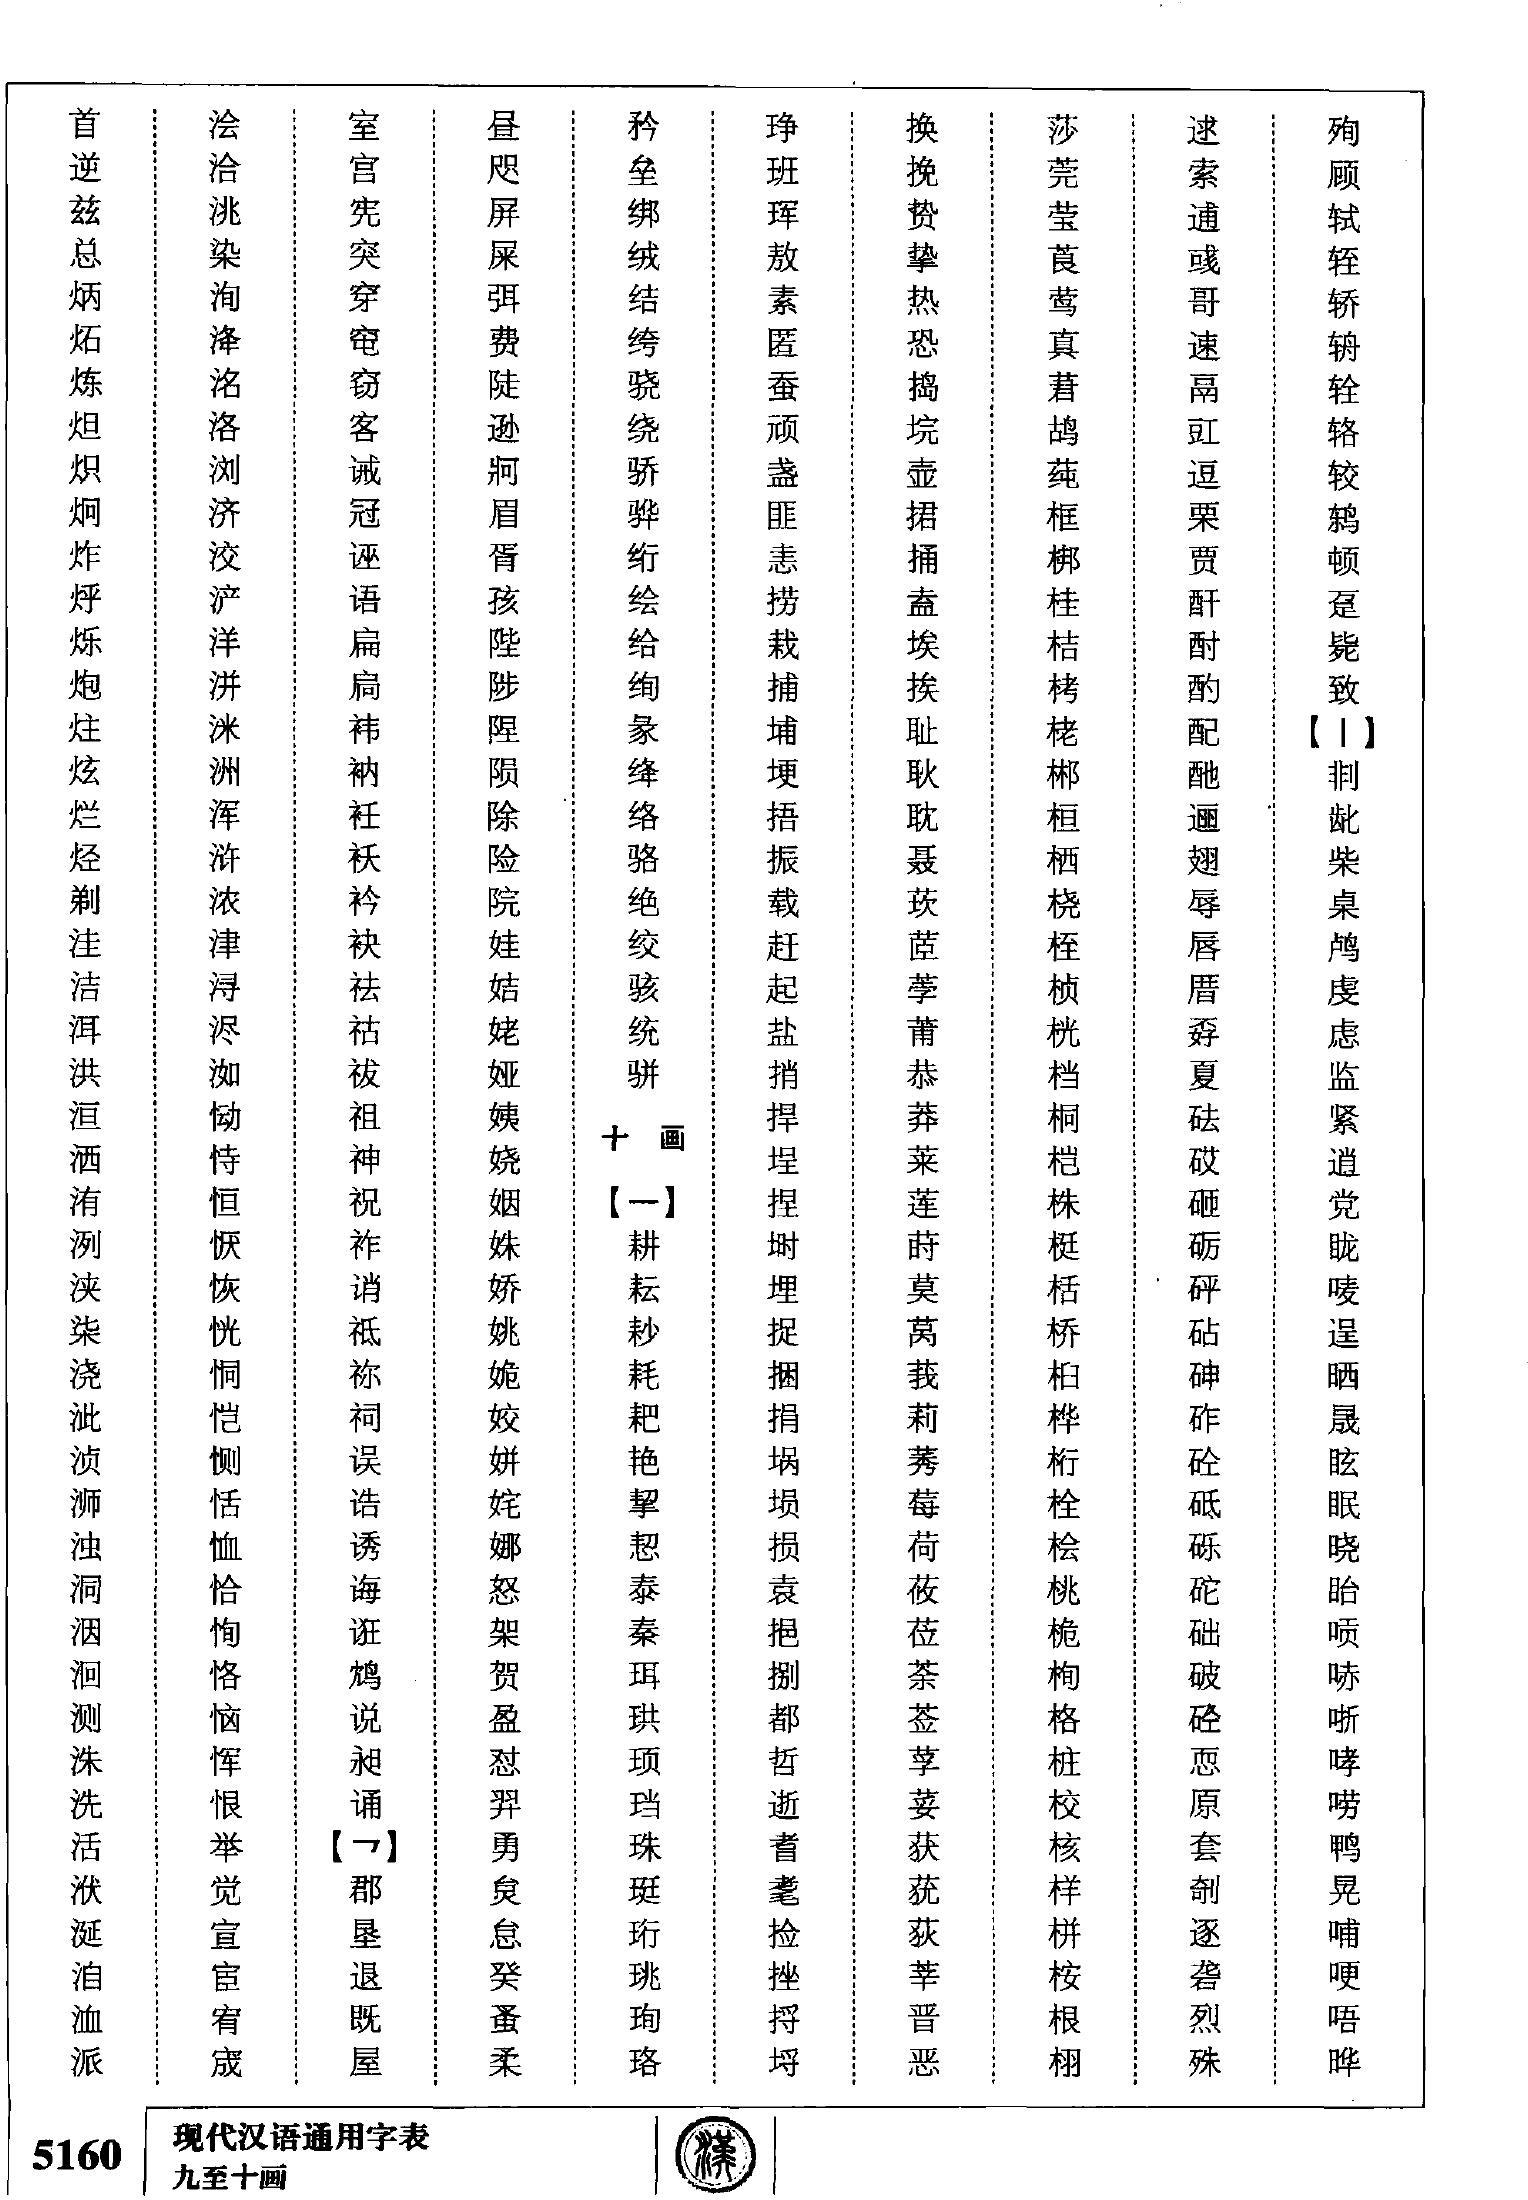 首逆兹总炳炻炼炟炽炯炸烀烁炮炷炫烂烃剃洼洁洱洪洹洒洧洌浃柒浇泚浈浉浊洞洇洄测洙洗活洑涎洎洫派
浍洽洮染洵洚洺洛浏济洨浐洋洴洣洲浑浒浓津浔浕洳恸恃恒恹恢恍恫恺恻恬恤恰恂恪恼恽恨举觉宣宦宥宬
室宫宪突穿窀窃客诫冠诬语扁扃袆衲衽袄衿袂祛祜祓祖神祝祚诮祗祢祠误诰诱诲诳鸩说昶诵
【乛】
郡垦退既屋
昼咫屏屎弭费陡逊牁眉胥孩陛陟陧陨除险院娃姞姥娅姨娆姻姝娇姚姽姣姘姹娜怒架贺盈怼羿勇炱怠癸蚤柔
矜垒绑绒结绔骁绕骄骅绗绘给绚彖绛络骆绝绞骇统骈
十画
【一】
耕耘耖耗耙艳挈恝泰秦珥珙顼珰珠珽珩珧珣珞
琤班珲敖素匿蚕顽盏匪恚捞栽捕埔埂捂振载赶起盐捎捍埕捏埘埋捉捆捐埚埙损袁挹捌都哲逝耆耄捡挫捋埒
换挽贽挚热恐捣垸壶捃捅盍埃挨耻耿耽聂莰茝荸莆恭莽莱莲莳莫莴莪莉莠莓荷莜莅荼莶莩荽获莸荻莘晋恶
莎莞莹莨莺真莙鸪莼框梆桂桔栲栳郴桓栖桡桎桢桄档桐桤株梃栝桥桕桦桁栓桧桃桅栒格桩校核样栟桉根栩
逑索逋彧哥速鬲豇逗栗贾酐酎酌配酏逦翅辱唇厝孬夏砝砹砸砺砰砧砷砟砼砥砾砣础破硁恧原套剞逐砻烈殊
殉顾轼轾轿辀辁辂较鸫顿趸毙致
【丨】
剕龀柴桌鸬虔虑监紧逍党眬唛逞晒晟眩眠晓眙唝哧哳哮唠鸭晃哺哽唔晔
5160
现代汉语通用字表
九至十画
漢